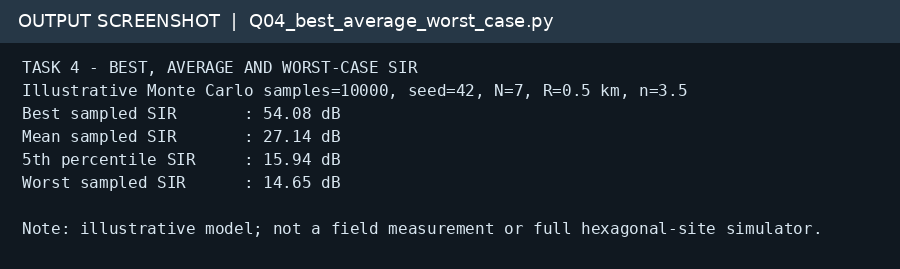 OUTPUT SCREENSHOT | Q04_best_average_worst_case.py
TASK 4 - BEST, AVERAGE AND WORST-CASE SIR
Illustrative Monte Carlo samples=10000, seed=42, N=7, R=0.5 km, n=3.5
Best sampled SIR       : 54.08 dB
Mean sampled SIR       : 27.14 dB
5th percentile SIR     : 15.94 dB
Worst sampled SIR      : 14.65 dB
Note: illustrative model; not a field measurement or full hexagonal-site simulator.